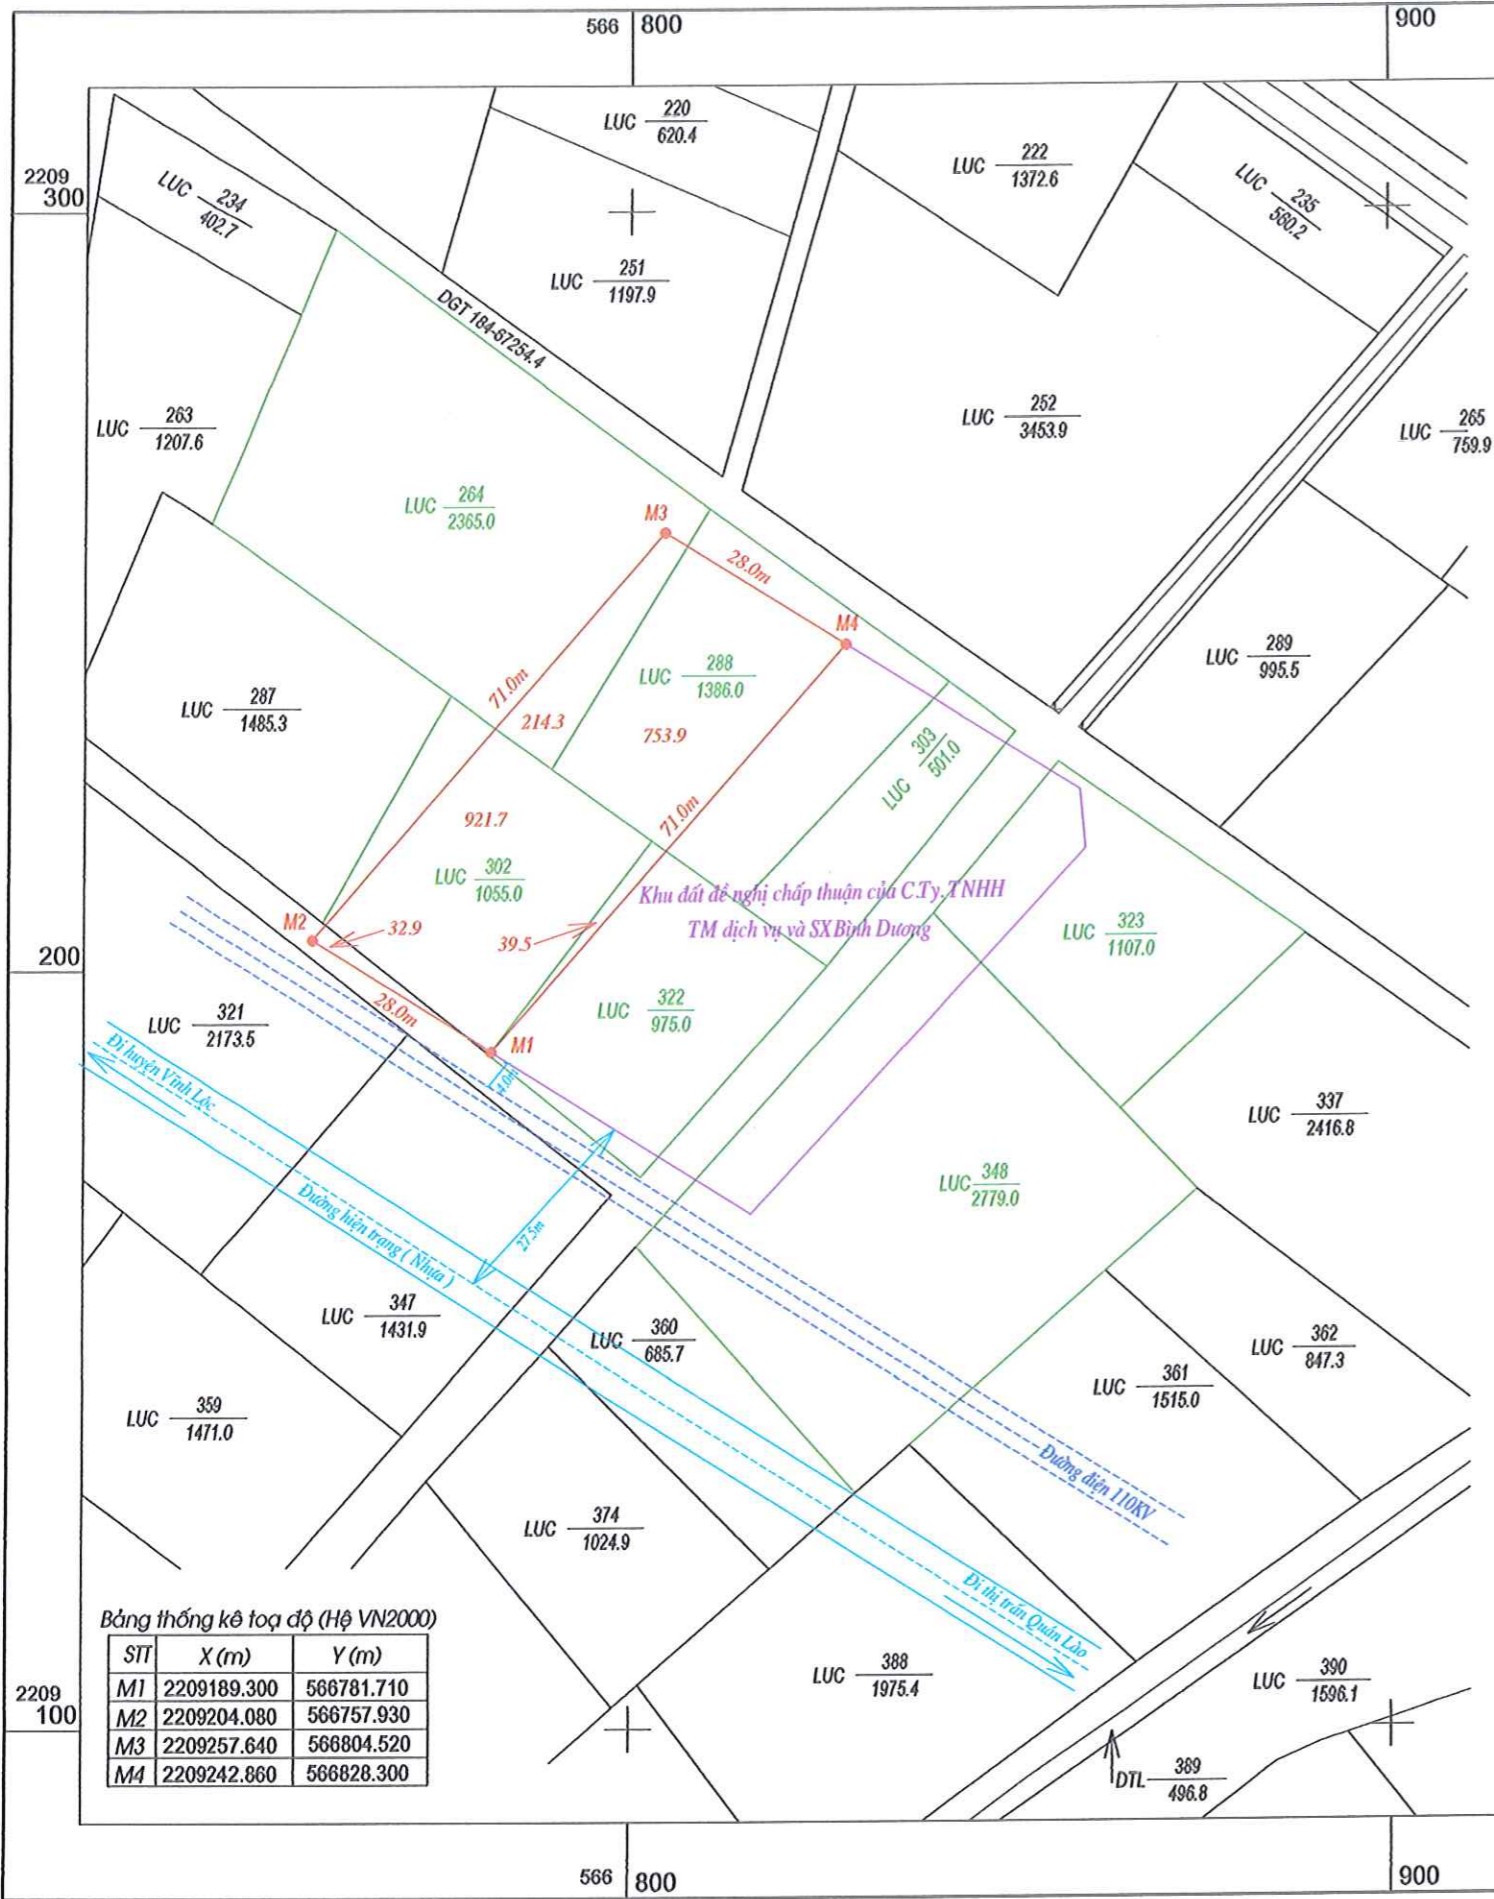 566 800
900
2209
300
LUC 220
620.4
LUC 222
1372.6
LUC 234
402.7
LUC 235
560.2
LUC 251
1197.9
DGT 184-67254.4
LUC 263
1207.6
LUC 252
3453.9
LUC 265
759.9
LUC 264
2365.0
M3
28.0m
M4
LUC 288
1386.0
LUC 289
995.5
LUC 287
1485.3
71.0m
214.3
753.9
LUC 303
501.0
71.0m
921.7
LUC 302
1055.0
Khu đất đề nghị chấp thuận của C.Ty.TNHH
TM dịch vụ và SX Bình Dương
M2
32.9
39.5
LUC 323
1107.0
200
28.0m
LUC 322
975.0
LUC 321
2173.5
M1
4.0m
Đi huyện Vĩnh Lộc
LUC 337
2416.8
LUC 348
2779.0
Đường hiện trạng ( Nhựa )
27.5m
LUC 347
1431.9
LUC 360
685.7
LUC 362
847.3
LUC 361
1515.0
LUC 359
1471.0
Đường điện 110KV
LUC 374
1024.9
Đi thị trấn Quán Lào
LUC 388
1975.4
LUC 390
1596.1
DTL 389
496.8
Bảng thống kê toạ độ (Hệ VN2000)
STT X (m) Y (m)
M1 2209189.300 566781.710
M2 2209204.080 566757.930
M3 2209257.640 566804.520
M4 2209242.860 566828.300
2209
100
566 800
900